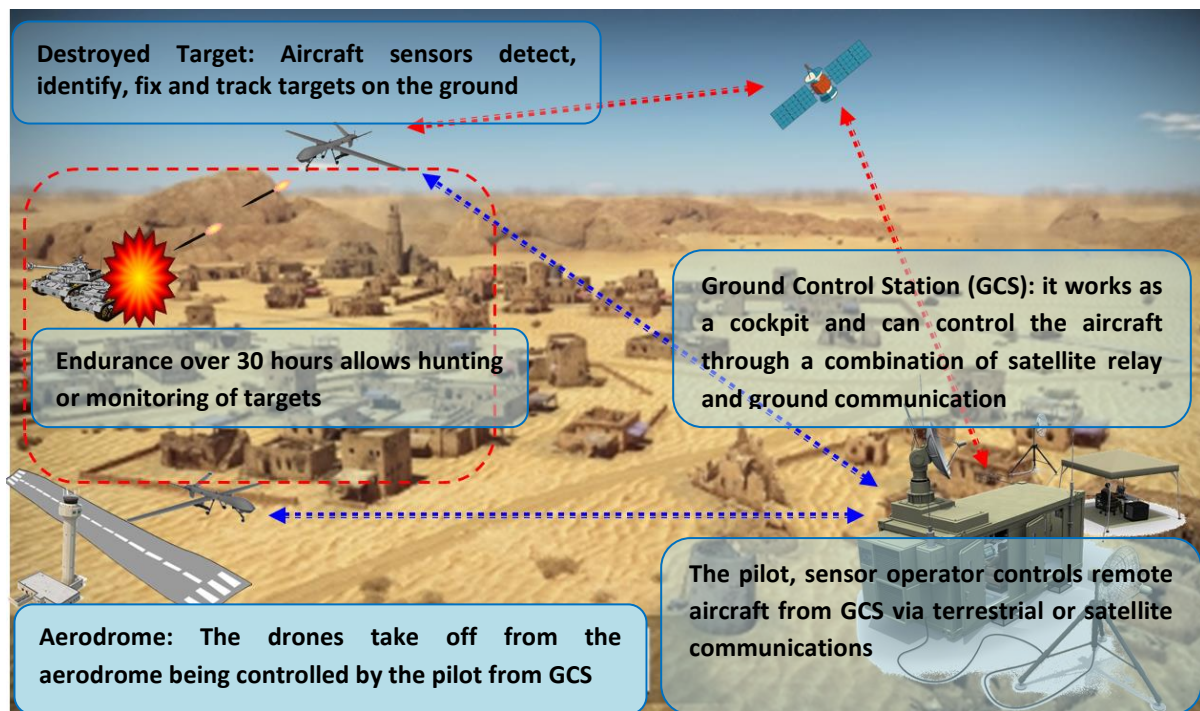 Destroyed Target: Aircraft sensors detect,
identify, fix and track targets on the ground
Ground Control Station (GCS): it works as
a cockpit and can control the aircraft
through a combination of satellite relay
and ground communication
Endurance over 30 hours allows hunting
or monitoring of targets
The pilot, sensor operator controls remote
aircraft from GCS via terrestrial or satellite
communications
Aerodrome: The drones take off from the
aerodrome being controlled by the pilot from GCS